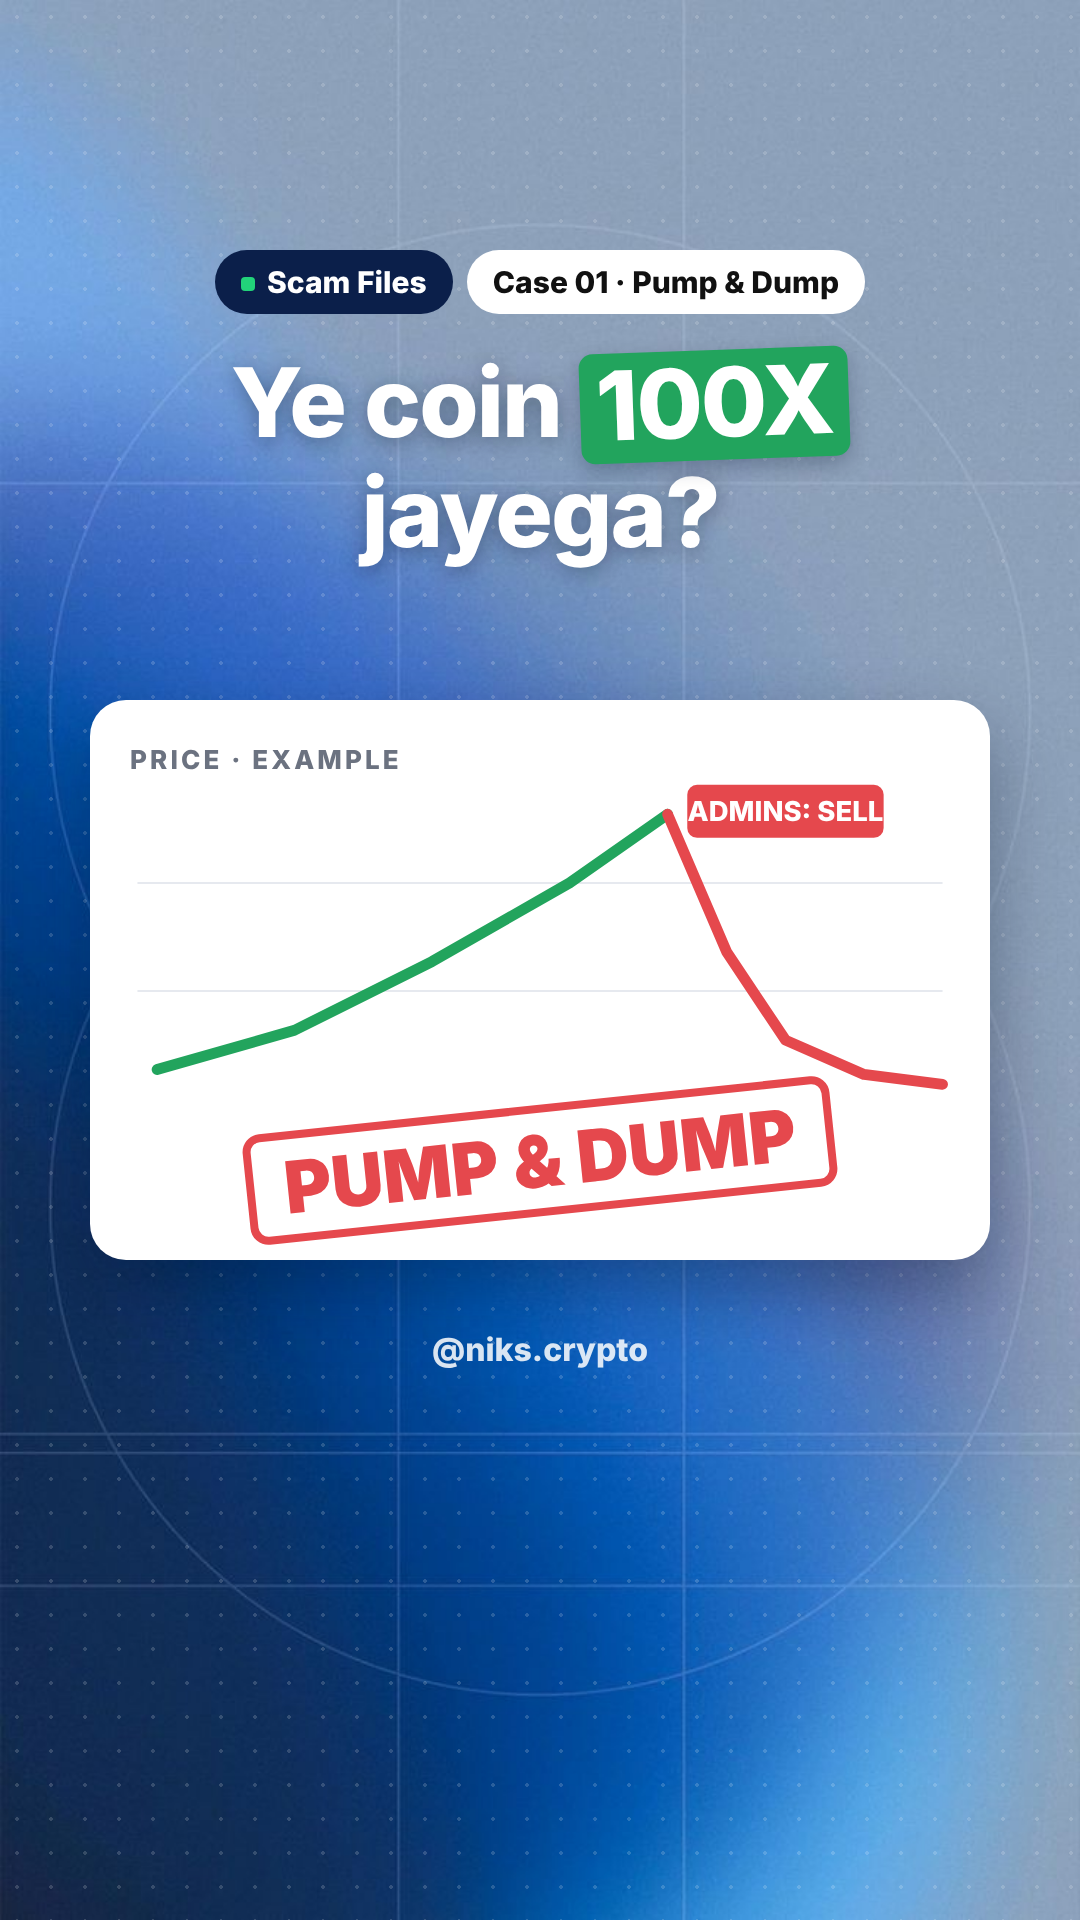 Scam Files
Case 01 · Pump & Dump
Ye coin 100X
jayega?
PRICE · EXAMPLE
ADMINS: SELL
PUMP & DUMP
@niks.crypto